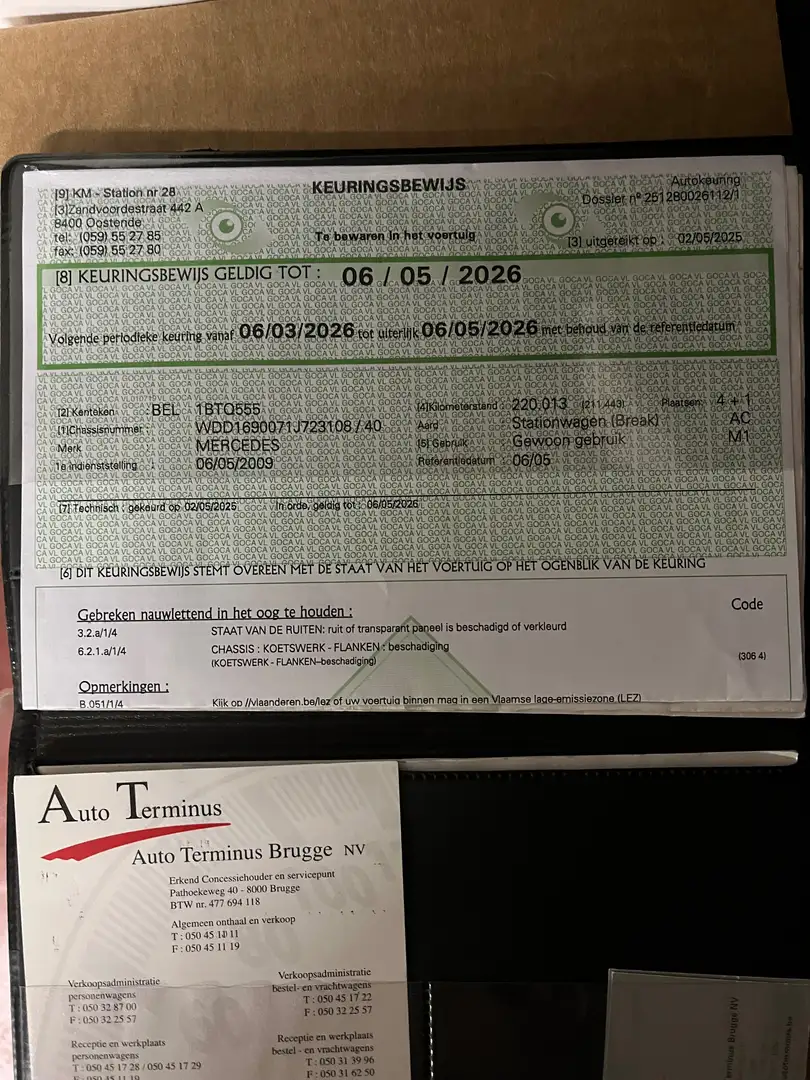 [9] KM - Station nr 28
KEURINGSBEWIJS
Autokeuring
[3]Zandvoordestraat 442 A
Dossier n° 251280026112/1
8400 Oostende
tel: (059) 55 27 85
Te bewaren in het voertuig
[3] uitgereikt op : 02/05/2025
fax: (059) 55 27 80
[8] KEURINGSBEWIJS GELDIG TOT : 06 / 05 / 2026
Volgende periodieke keuring vanaf 06/03/2026 tot uiterlijk 06/05/2026 met behoud van de referentiedatum
[2] Kenteken : BEL 1BTQ555
[4]Kilometerstand : 220.013 (211.443) Plaatsen: 4 + 1
[1]Chassisnummer : WDD1690071J723108 / 40
Aard : Stationwagen (Break) AC
Merk : MERCEDES
[5] Gebruik : Gewoon gebruik M1
1e indienststelling : 06/05/2009
Referentiedatum : 06/05
[7] Technisch : gekeurd op 02/05/2025 In orde, geldig tot : 06/05/2026
[6] DIT KEURINGSBEWIJS STEMT OVEREEN MET DE STAAT VAN HET VOERTUIG OP HET OGENBLIK VAN DE KEURING
Gebreken nauwlettend in het oog te houden :
Code
3.2.a/1/4 STAAT VAN DE RUITEN: ruit of transparant paneel is beschadigd of verkleurd
6.2.1.a/1/4 CHASSIS : KOETSWERK - FLANKEN : beschadiging
(KOETSWERK - FLANKEN–beschadiging) (306 4)
Opmerkingen :
B.051/1/4 Klijk op //vlaanderen.be/lez of uw voertuig binnen mag in een Vlaamse lage-emissiezone (LEZ)
AUTO TERMINUS
Auto Terminus Brugge NV
Erkend Concessiehouder en servicepunt
Pathoekeweg 40 - 8000 Brugge
BTW nr. 477 694 118
Algemeen onthaal en verkoop
T : 050 45 11 11
F : 050 45 11 19
Verkoopsadministratie
personenwagens
T : 050 32 87 00
F : 050 32 25 57
Verkoopsadministratie
bestel- en vrachtwagens
T : 050 45 17 22
F : 050 32 25 57
Receptie en werkplaats
personenwagens
T : 050 45 17 28 / 050 45 17 29
F : 050 45 11 19
Receptie en werkplaats
bestel - en vrachtwagens
T : 050 31 39 96
F : 050 31 62 50
Terminus Brugge NV